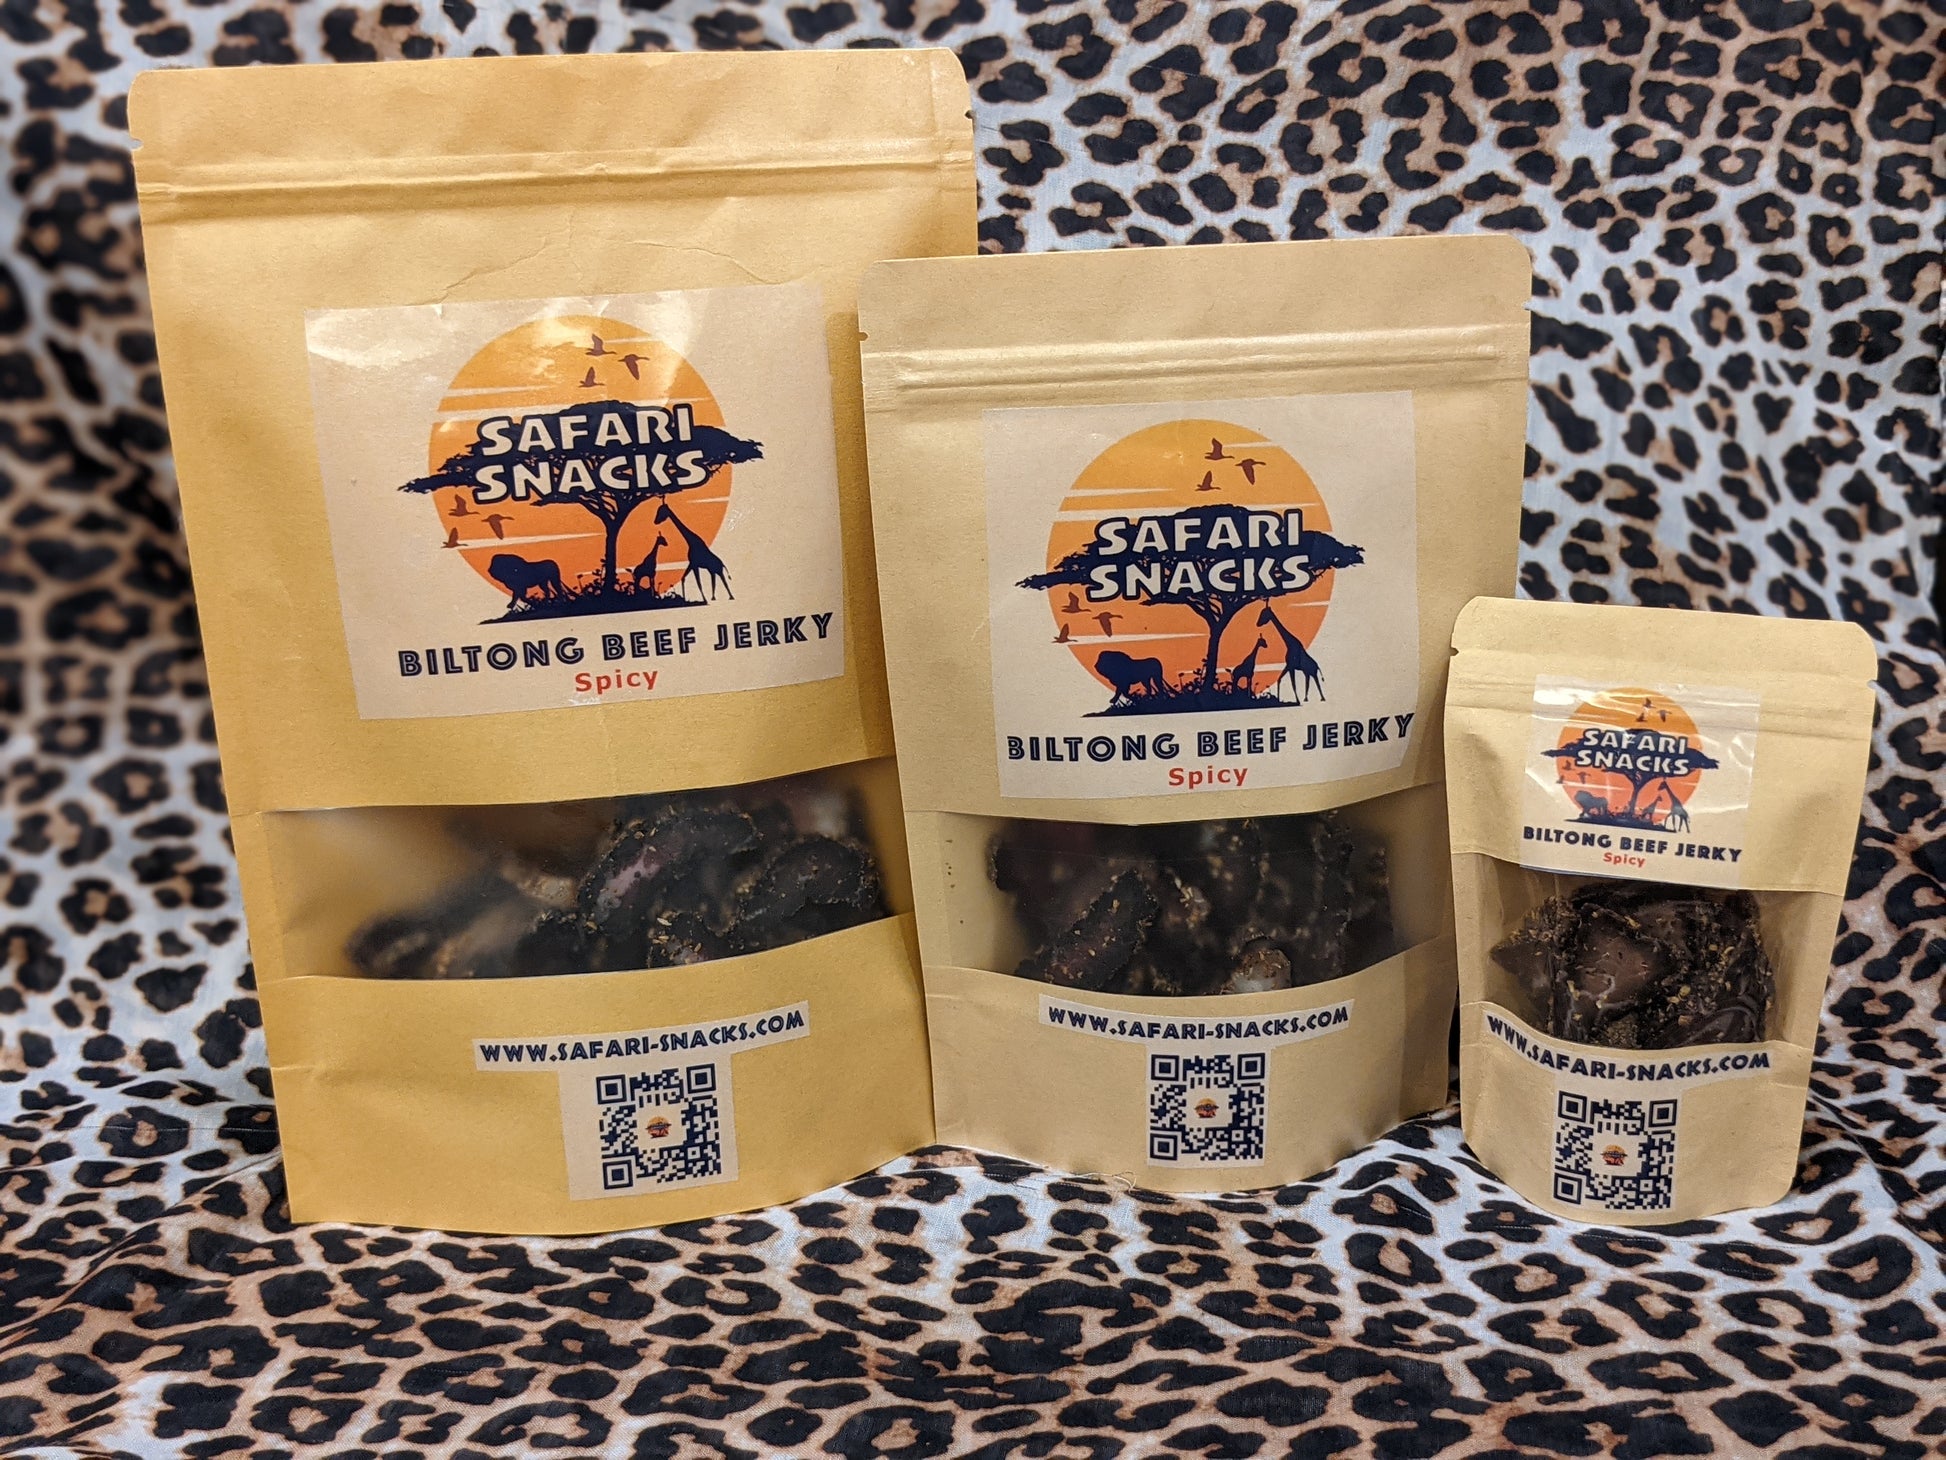 SAFARI
SNACKS
BILTONG BEEF JERKY
Spicy
WWW.SAFARI-SNACKS.COM
SAFARI
SNACKS
BILTONG BEEF JERKY
Spicy
WWW.SAFARI-SNACKS.COM
SAFARI
SNACKS
BILTONG BEEF JERKY
Spicy
WWW.SAFARI-SNACKS.COM